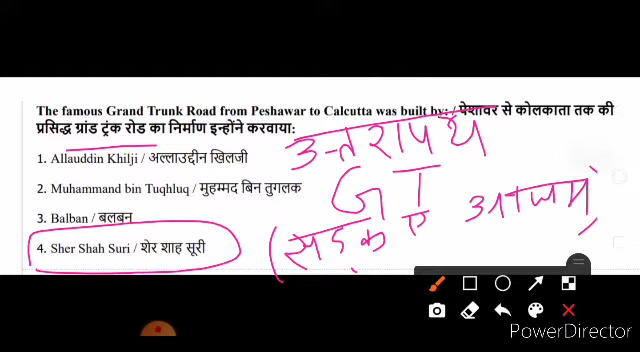 The famous Grand Trunk Road from Peshawar to Calcutta was built by: / पेशावर से कोलकाता तक की
प्रसिद्ध ग्रांड ट्रंक रोड का निर्माण इन्होंने करवाया:
उत्तरापथ
1. Allauddin Khilji / अल्लाउद्दीन खिलजी
2. Muhammand bin Tuqhluq / मुहम्मद बिन तुगलक
3. Balban / बलबन
4. Sher Shah Suri / शेर शाह सूरी
(सड़क ए आजम)
PowerDirector